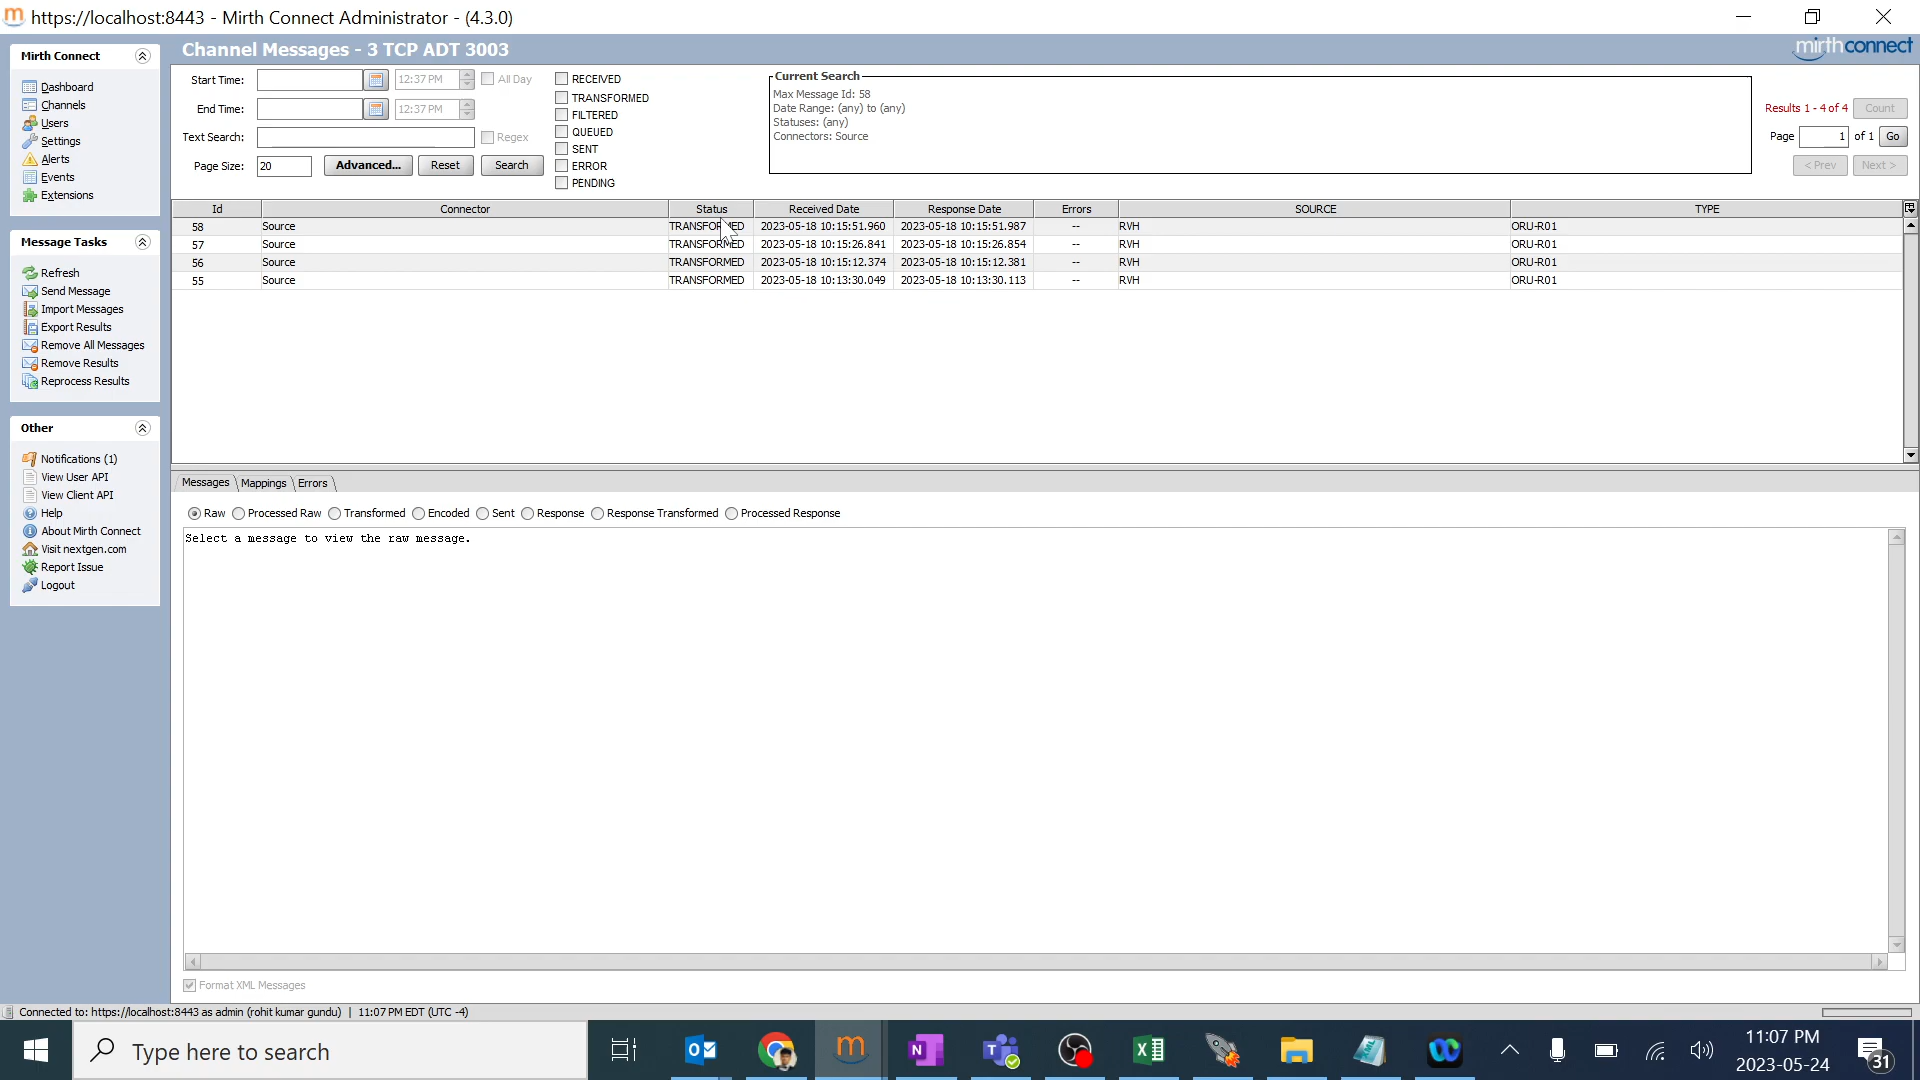 https://localhost:8443 - Mirth Connect Administrator - (4.3.0)
Mirth Connect
Dashboard
Channels
Users
Settings
Alerts
Events
Extensions
Message Tasks
Refresh
Send Message
Import Messages
Export Results
Remove All Messages
Remove Results
Reprocess Results
Other
Notifications (1)
View User API
View Client API
Help
About Mirth Connect
Visit nextgen.com
Report Issue
Logout
Channel Messages - 3 TCP ADT 3003
mirthconnect
Start Time: 12:37 PM All Day
End Time: 12:37 PM
Text Search: Regex
Page Size: 20 Advanced... Reset Search
RECEIVED
TRANSFORMED
FILTERED
QUEUED
SENT
ERROR
PENDING
Current Search
Max Message Id: 58
Date Range: (any) to (any)
Statuses: (any)
Connectors: Source
Results 1 - 4 of 4 Count
Page 1 of 1 Go
< Prev Next >
Id Connector Status Received Date Response Date Errors SOURCE TYPE
58 Source TRANSFORMED 2023-05-18 10:15:51.960 2023-05-18 10:15:51.987 -- RVH ORU-R01
57 Source TRANSFORMED 2023-05-18 10:15:26.841 2023-05-18 10:15:26.854 -- RVH ORU-R01
56 Source TRANSFORMED 2023-05-18 10:15:12.374 2023-05-18 10:15:12.381 -- RVH ORU-R01
55 Source TRANSFORMED 2023-05-18 10:13:30.049 2023-05-18 10:13:30.113 -- RVH ORU-R01
Messages Mappings Errors
Raw Processed Raw Transformed Encoded Sent Response Response Transformed Processed Response
Select a message to view the raw message.
Format XML Messages
Connected to: https://localhost:8443 as admin (rohit kumar gundu) | 11:07 PM EDT (UTC -4)
Type here to search
11:07 PM
2023-05-24
31